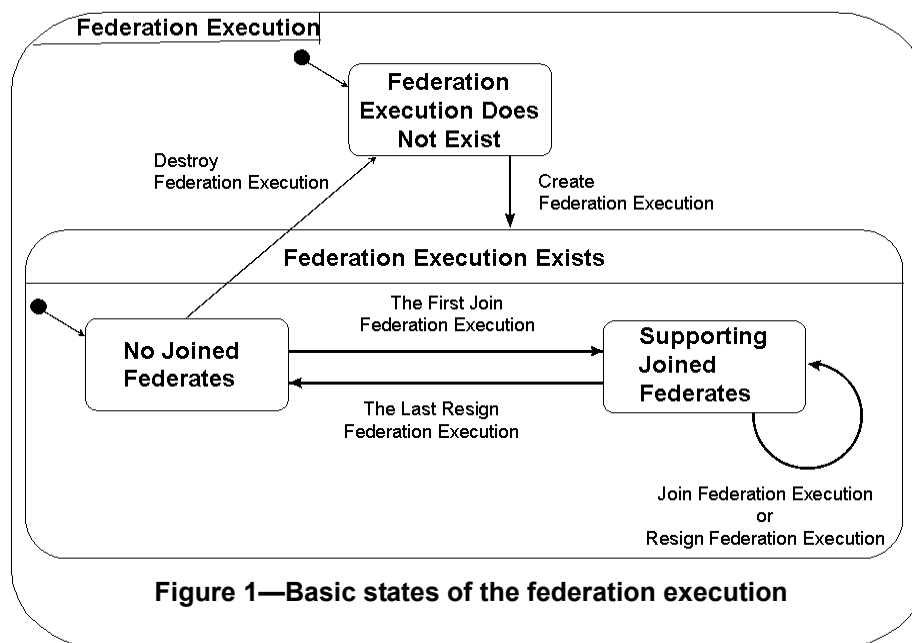 Federation Execution
Federation
Execution Does
Not Exist
Destroy
Federation Execution
Create
Federation Execution
Federation Execution Exists
The First Join
Federation Execution
No Joined
Federates
Supporting
Joined
Federates
The Last Resign
Federation Execution
Join Federation Execution
or
Resign Federation Execution
Figure 1—Basic states of the federation execution